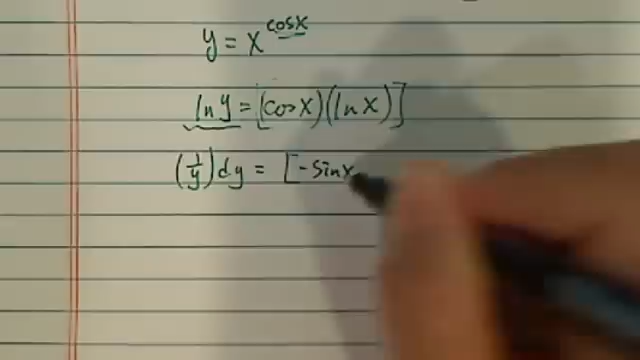 y = x^cosx
ln y = [(cosx)(ln x)]
(1/y)dy = [-sinx